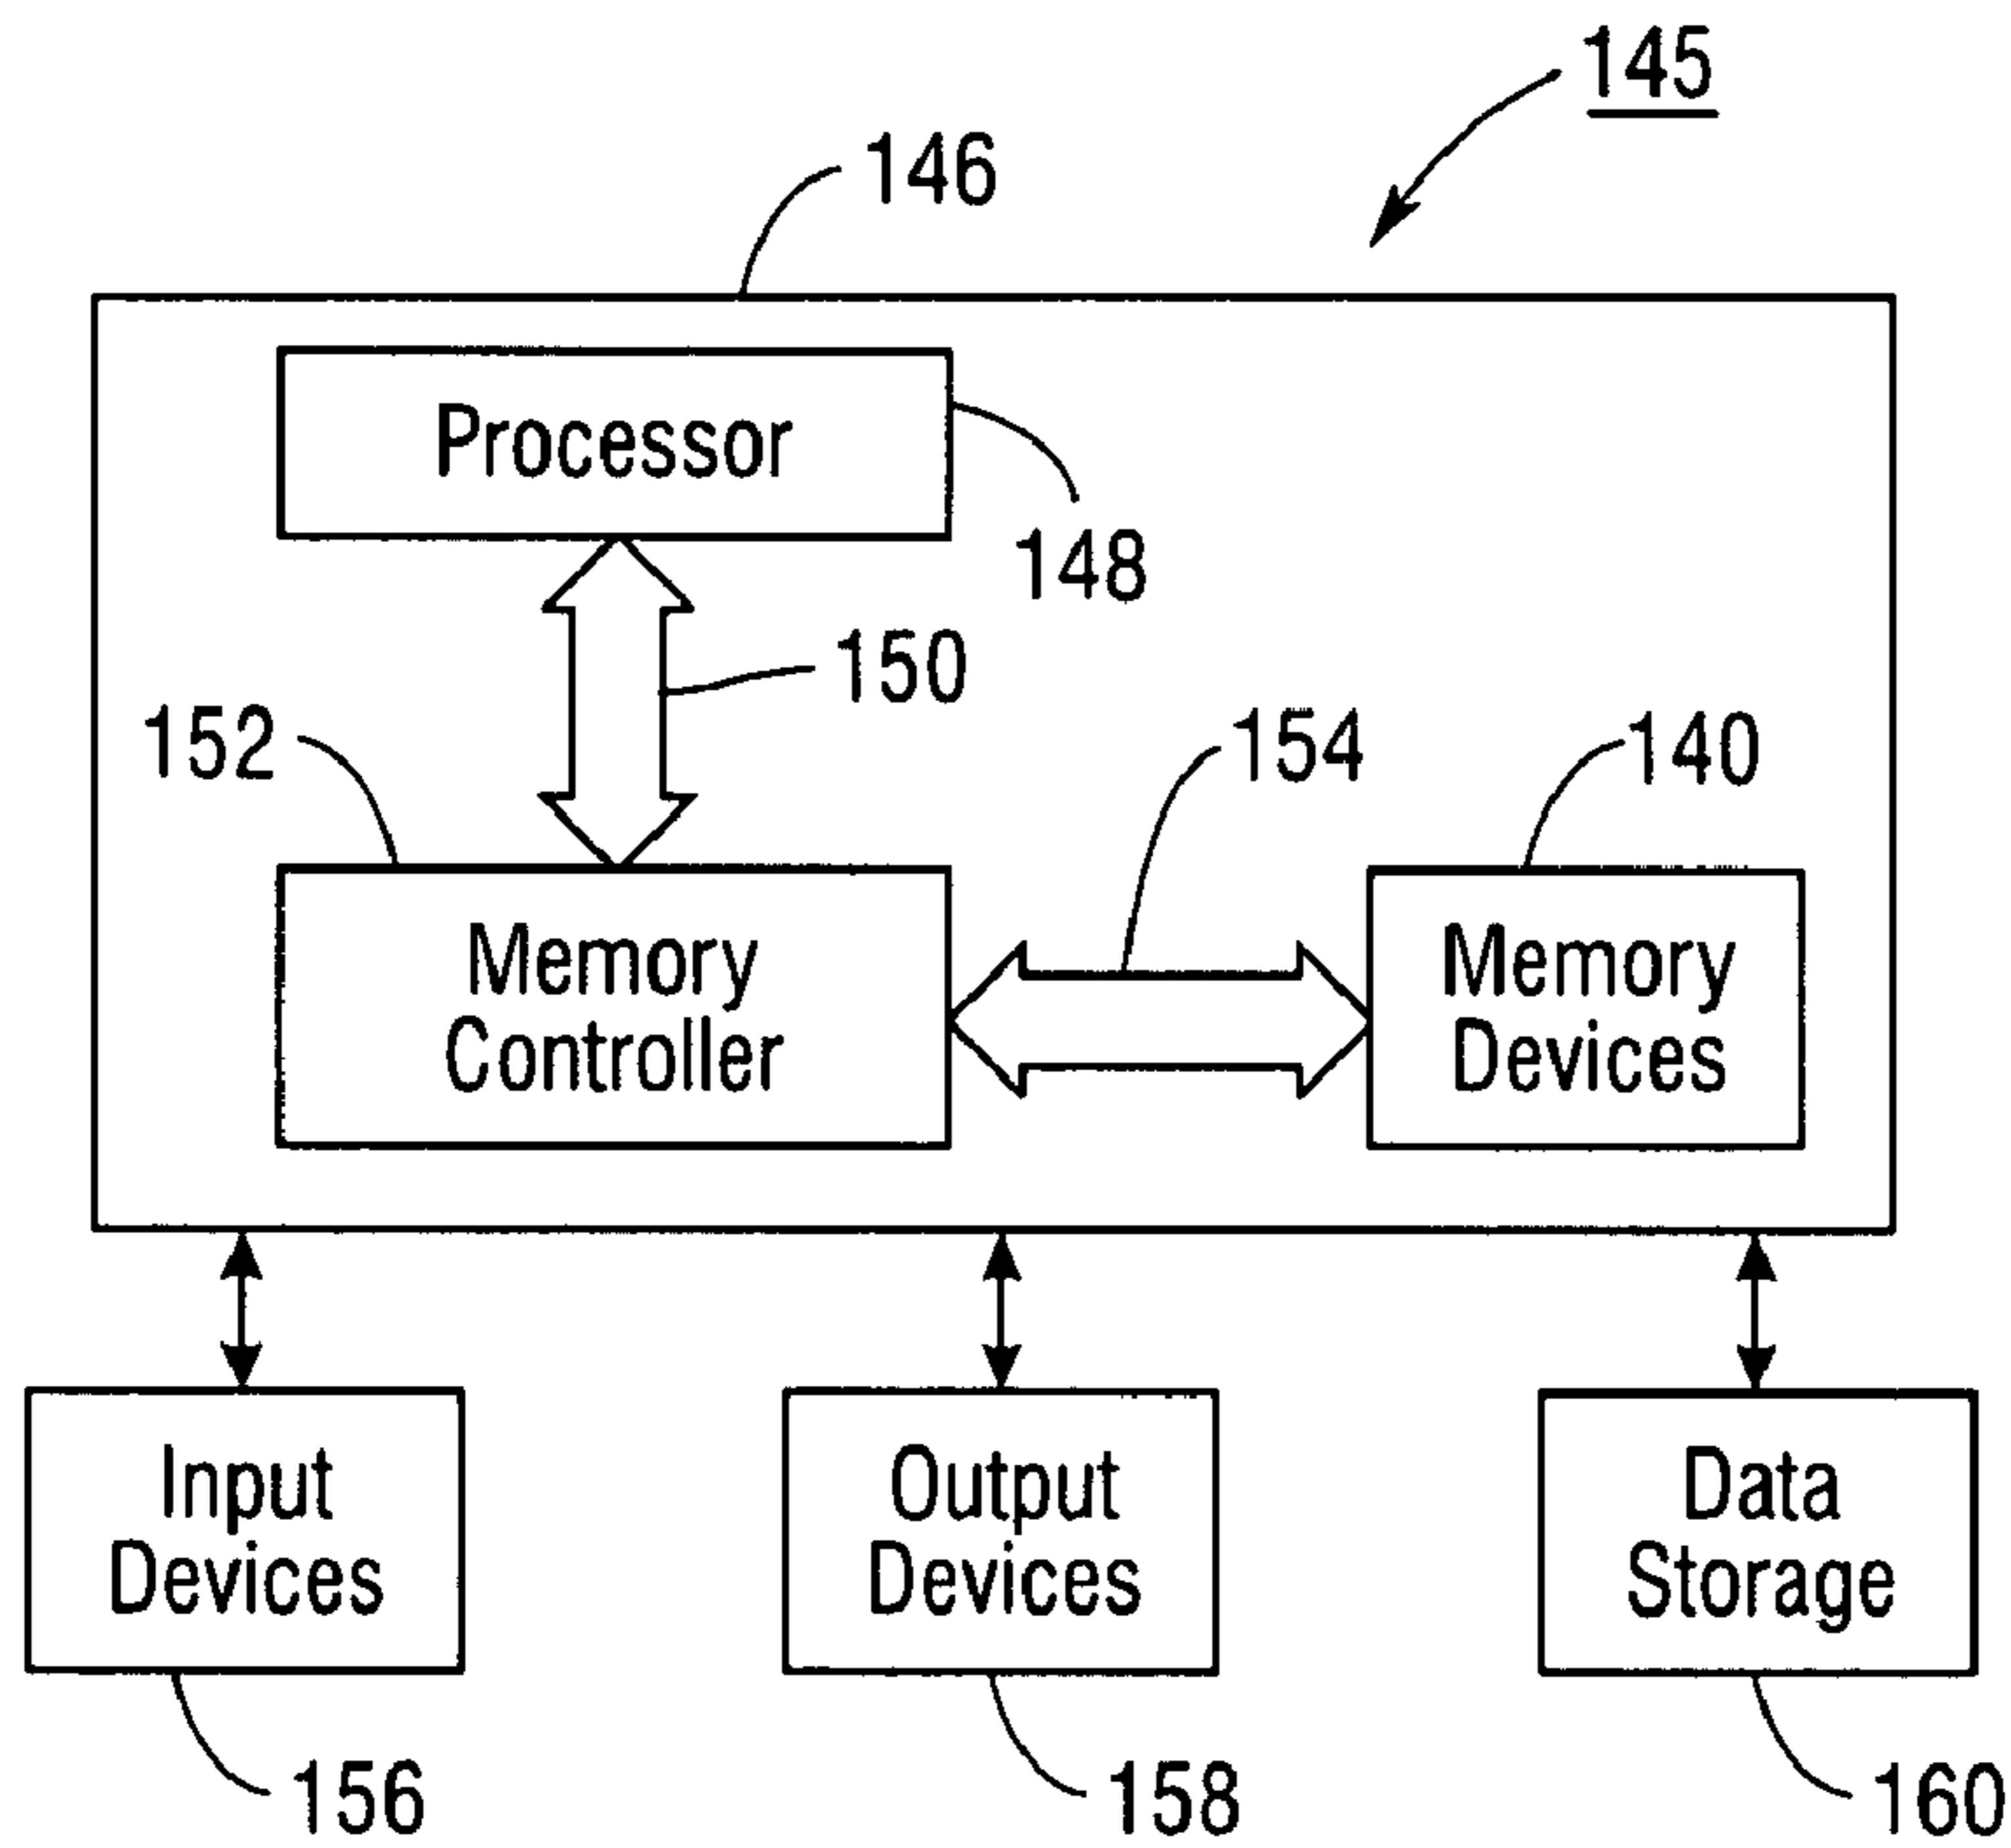 145
146
Processor
148
150
152
154
140
Memory
Controller
Memory
Devices
Input
Devices
Output
Devices
Data
Storage
156
158
160